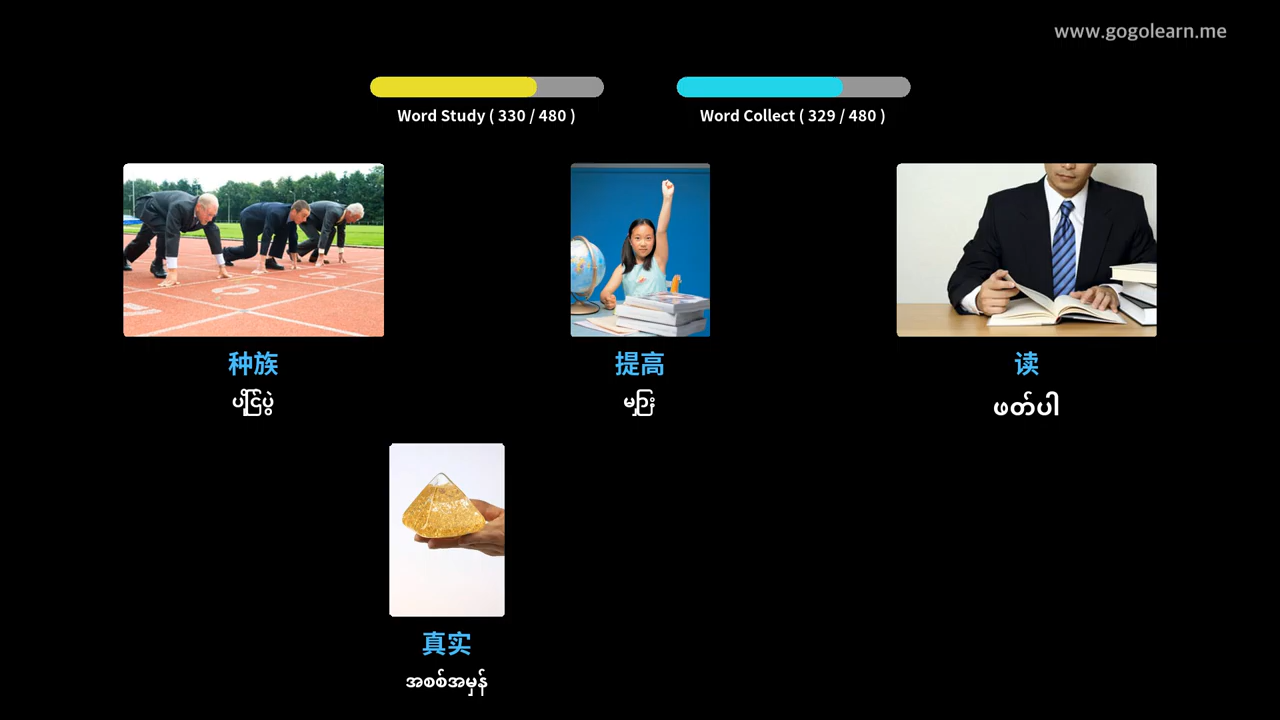 www.gogolearn.me
Word Study ( 330 / 480 )
Word Collect ( 329 / 480 )
种族
提高
读
ပြိုင်ပွဲ
မြှား
ဖတ်ပါ
真实
အစစ်အမှန်